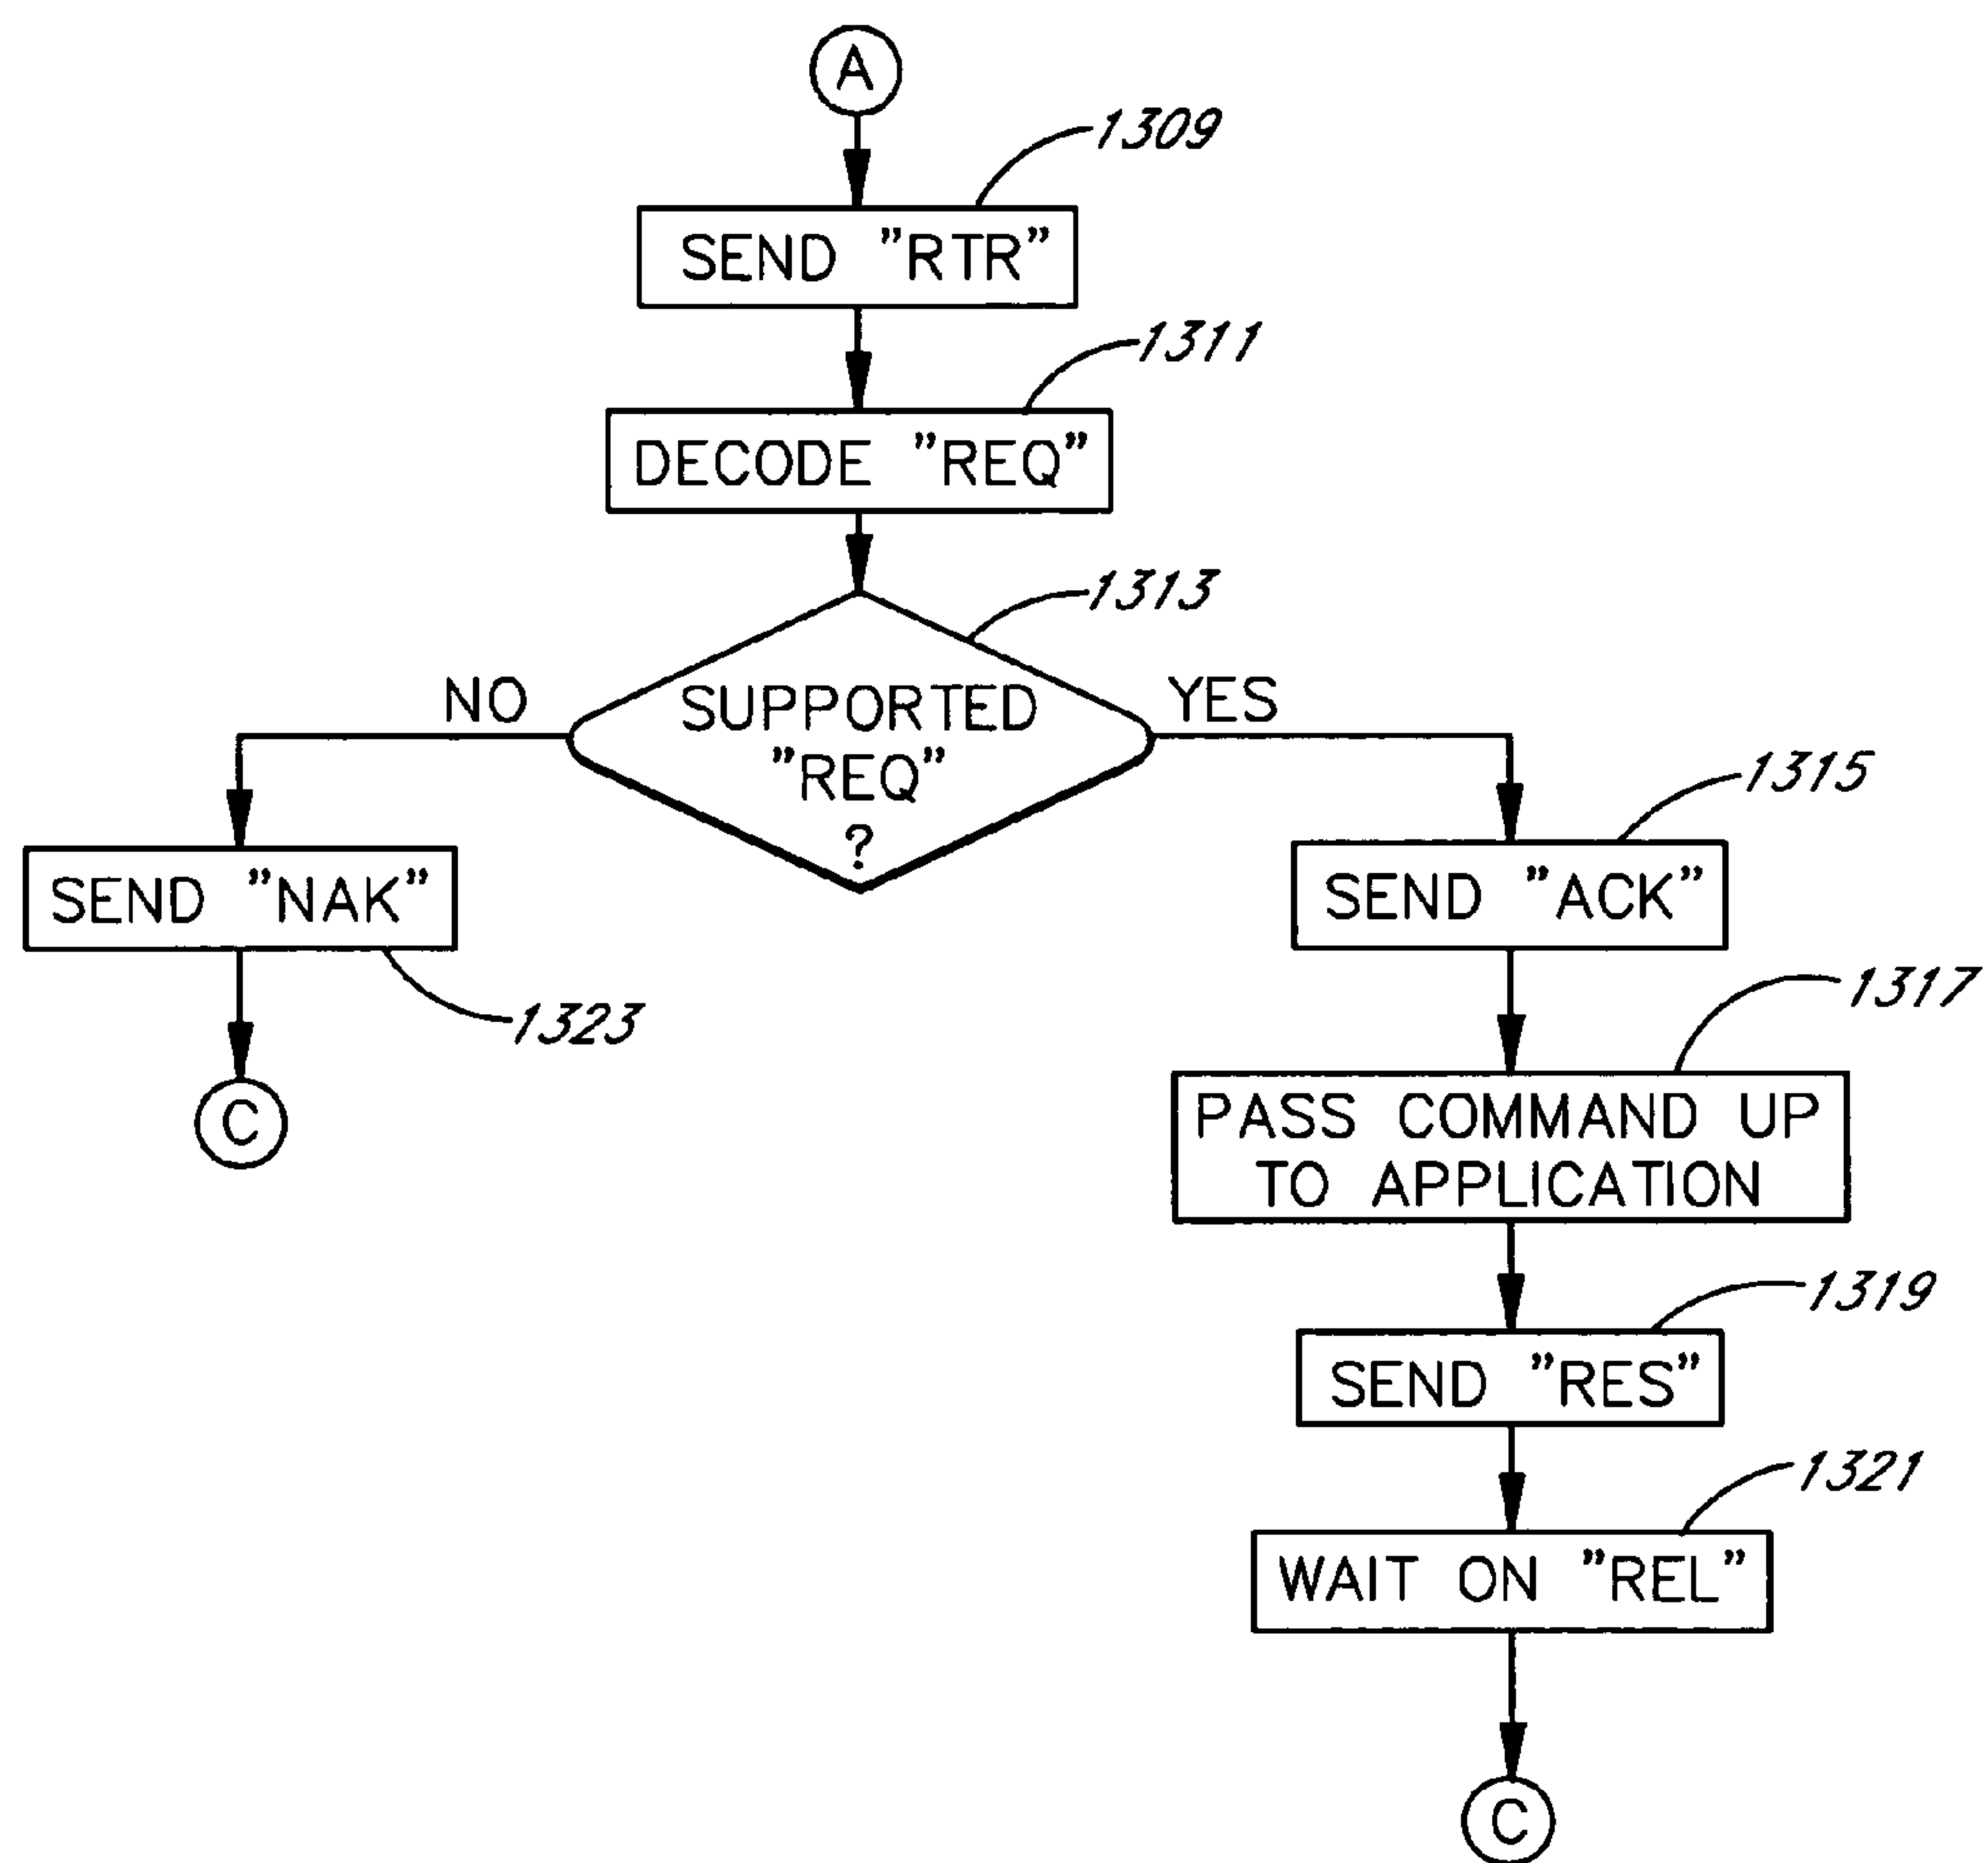 A
1309
SEND "RTR"
1311
DECODE "REQ"
1313
NO
SUPPORTED
"REQ"
?
YES
1315
SEND "NAK"
SEND "ACK"
1323
1317
C
PASS COMMAND UP
TO APPLICATION
1319
SEND "RES"
1321
WAIT ON "REL"
C